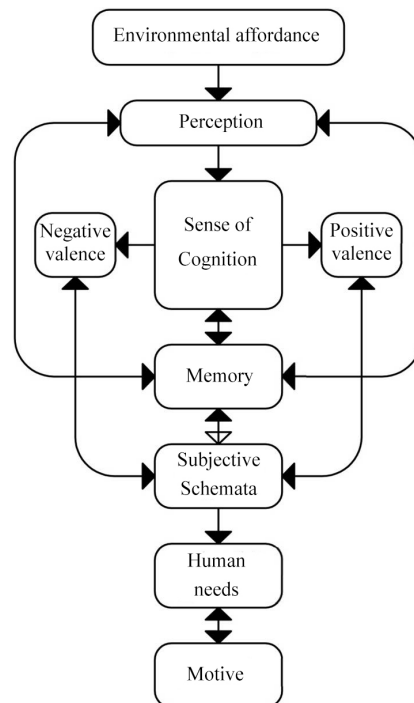 Environmental affordance
Perception
Negative
valence
Sense of
Cognition
Positive
valence
Memory
Subjective
Schemata
Human
needs
Motive